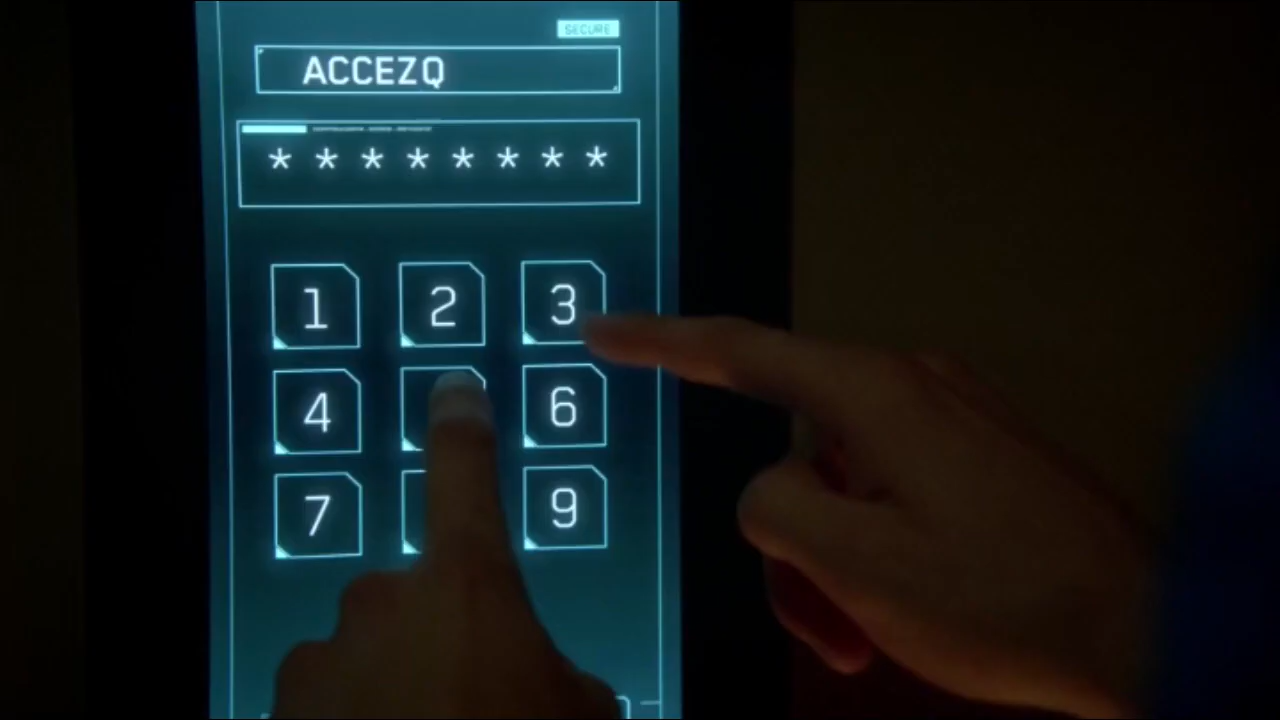 SECURE
ACCEZQ
* * * * * * * *
1 2 3
4 6
7 9